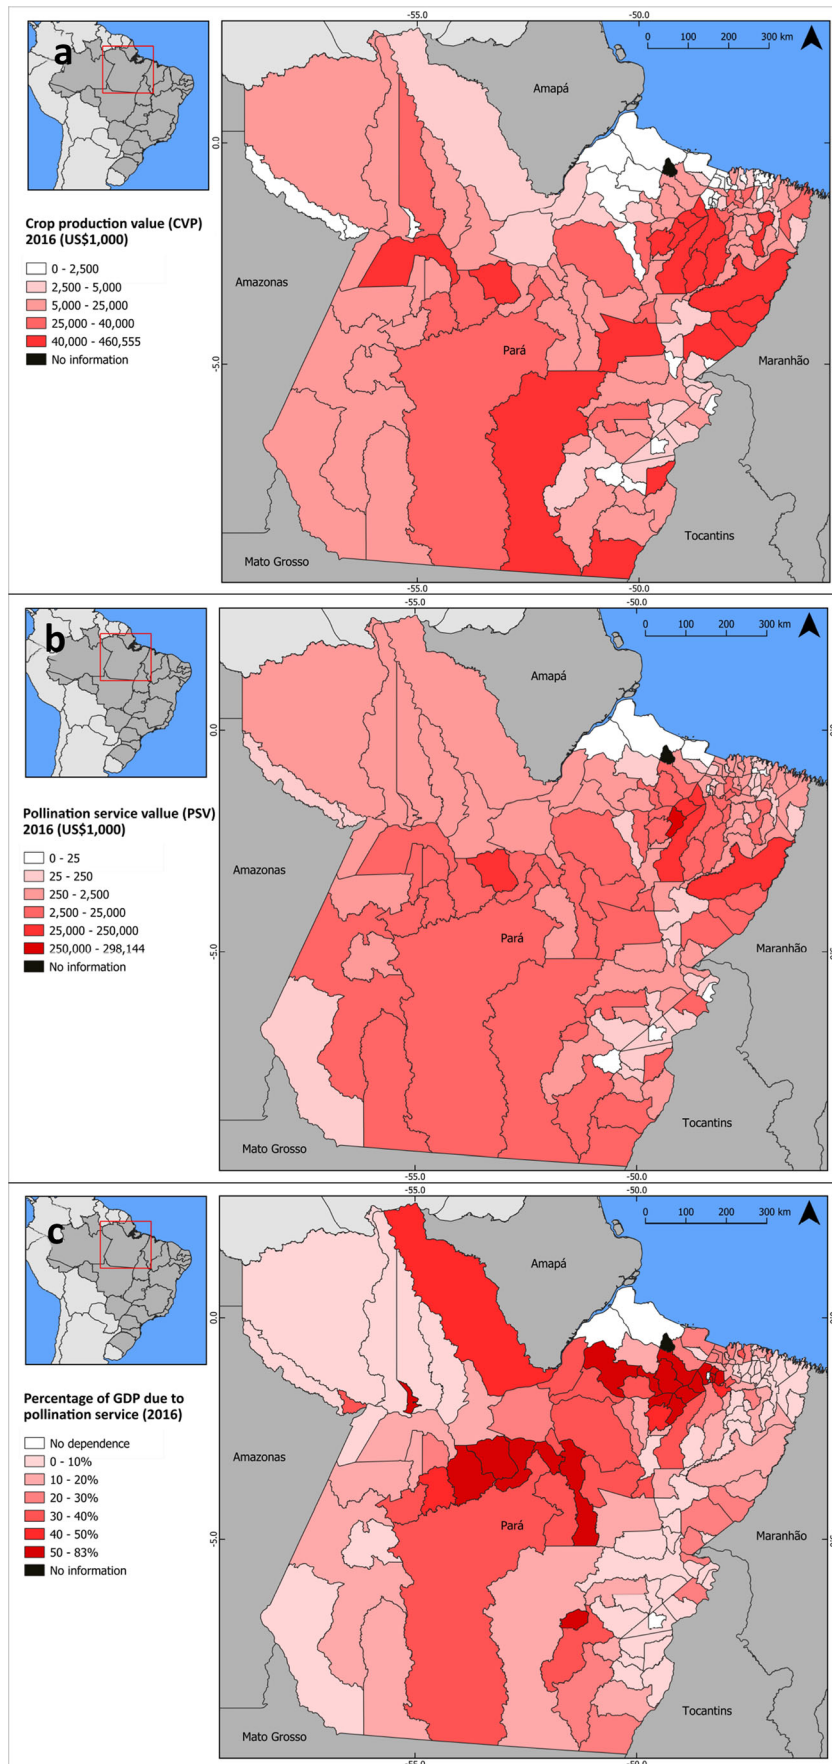 a
-55.0
-50.0
0
100
200
300 km
Amapá
0.0
Crop production value (CVP)
2016 (US$1,000)
0 - 2,500
2,500 - 5,000
5,000 - 25,000
25,000 - 40,000
40,000 - 460,555
No information
Amazonas
Pará
-5.0
Maranhão
Tocantins
Mato Grosso
-55.0
-50.0
b
-55.0
-50.0
0
100
200
300 km
Amapá
0.0
Pollination service vallue (PSV)
2016 (US$1,000)
0 - 25
25 - 250
250 - 2,500
2,500 - 25,000
25,000 - 250,000
250,000 - 298,144
No information
Amazonas
Pará
-5.0
Maranhão
Tocantins
Mato Grosso
-55.0
-50.0
c
-55.0
-50.0
0
100
200
300 km
Amapá
0.0
Percentage of GDP due to
pollination service (2016)
No dependence
0 - 10%
10 - 20%
20 - 30%
30 - 40%
40 - 50%
50 - 83%
No information
Amazonas
Pará
-5.0
Maranhão
Tocantins
Mato Grosso
-55.0
-50.0